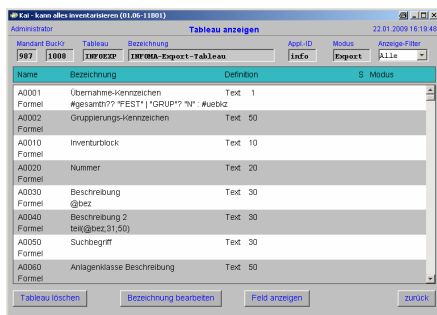 Kai - kann alles inventarisieren (01.06-11B01)
Administrator Tableau anzeigen 22.01.2009 16:19:48
Mandant BucKr Tableau Bezeichnung Appl.-ID Modus Anzeige-Filter
987 1000 INFOEXP INFOMA-Export-Tableau info Export Alle
Name Bezeichnung Definition S Modus
A0001 Übernahme-Kennzeichen Text 1
Formel #gesamth?? "FEST" | "GRUP"? "N" : #uebkz
A0002 Gruppierungs-Kennzeichen Text 50
Formel
A0010 Inventurblock Text 10
Formel
A0020 Nummer Text 20
Formel
A0030 Beschreibung Text 30
Formel @bez
A0040 Beschreibung 2 Text 30
Formel teil(@bez;31;50)
A0050 Suchbegriff Text 30
Formel
A0060 Anlagenklasse Beschreibung Text 50
Formel
Tableau löschen Bezeichnung bearbeiten Feld anzeigen zurück